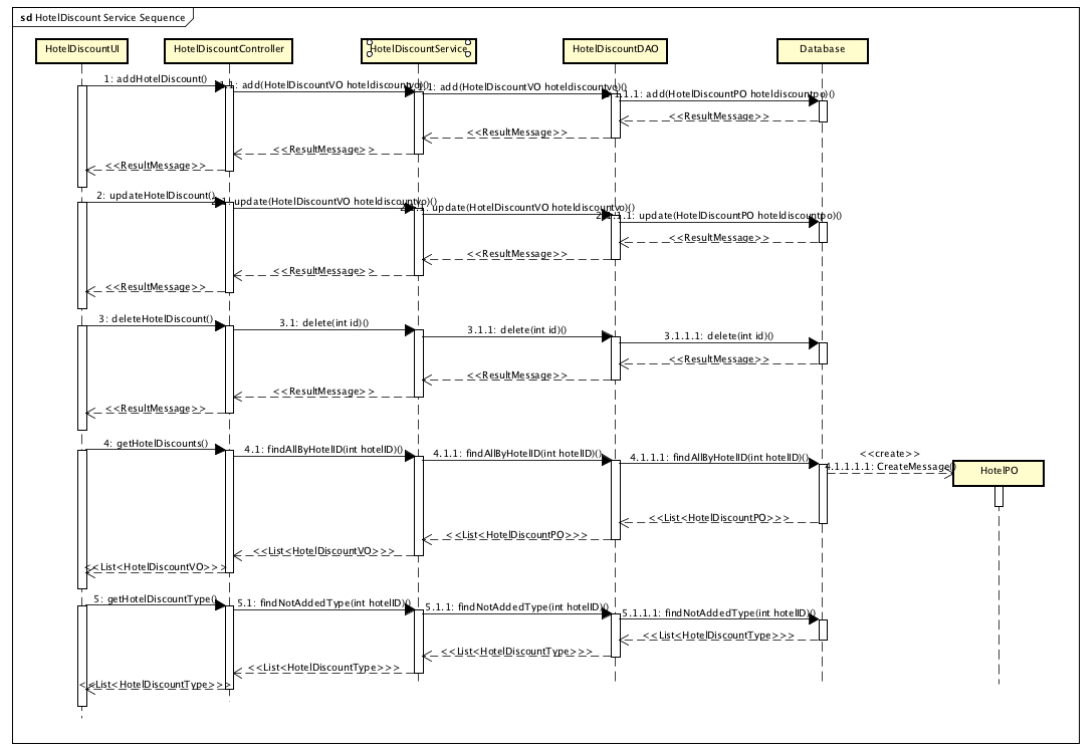 sd HotelDiscount Service Sequence
HotelDiscountUI
HotelDiscountController
HotelDiscountService
HotelDiscountDAO
Database
1: addHotelDiscount()
add(HotelDiscountVO hoteldiscountvo)()
add(HotelDiscountVO hoteldiscountvo)()
1.1.1: add(HotelDiscountPO hoteldiscountpo)()
<<ResultMessage>>
<<ResultMessage>>
<<ResultMessage>>
<<ResultMessage>>
2: updateHotelDiscount()
update(HotelDiscountVO hoteldiscountvo)()
update(HotelDiscountVO hoteldiscountvo)()
update(HotelDiscountPO hoteldiscountpo)()
<<ResultMessage>>
<<ResultMessage>>
<<ResultMessage>>
<<ResultMessage>>
3: deleteHotelDiscount()
3.1: delete(int id)()
3.1.1: delete(int id)()
3.1.1.1: delete(int id)()
<<ResultMessage>>
<<ResultMessage>>
<<ResultMessage>>
<<ResultMessage>>
4: getHotelDiscounts()
4.1: findAllByHotelID(int hotelID)()
4.1.1: findAllByHotelID(int hotelID)()
4.1.1.1: findAllByHotelID(int hotelID)()
<<create>>
4.1.1.1.1: CreateMessage()
HotelPO
<<List<HotelDiscountPO>>>
<<List<HotelDiscountPO>>>
<<List<HotelDiscountVO>>>
<<List<HotelDiscountVO>>>
5: getHotelDiscountType()
5.1: findNotAddedType(int hotelID)()
5.1.1: findNotAddedType(int hotelID)()
5.1.1.1: findNotAddedType(int hotelID)()
<<List<HotelDiscountType>>>
<<List<HotelDiscountType>>>
<<List<HotelDiscountType>>>
<<List<HotelDiscountType>>>